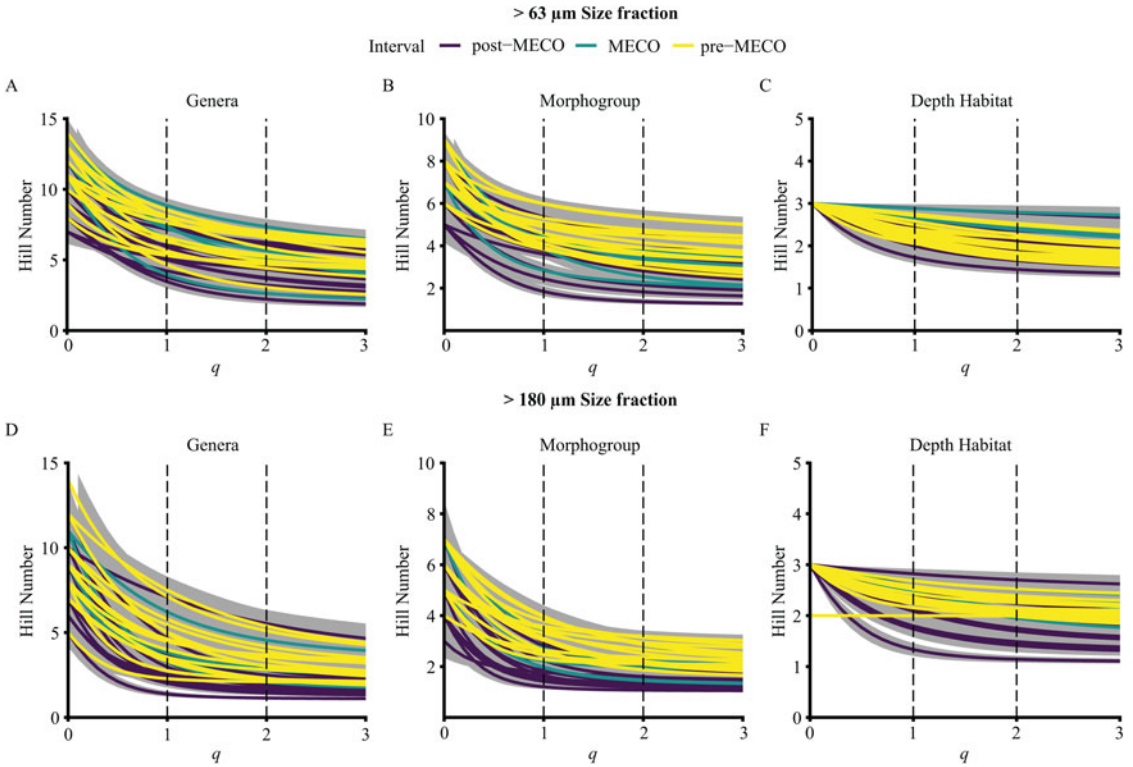 > 63 µm Size fraction
Interval post−MECO MECO pre−MECO
A B C
Genera Morphogroup Depth Habitat
15 10 5
8 4
10 6 3
Hill Number Hill Number Hill Number
4 2
5
2 1
0 0
0 1 2 3 0 1 2 3 0 1 2 3
q q q
> 180 µm Size fraction
D E F
Genera Morphogroup Depth Habitat
15 10 5
8 4
10 6 3
Hill Number Hill Number Hill Number
4 2
5
2 1
0 0
0 1 2 3 0 1 2 3 0 1 2 3
q q q